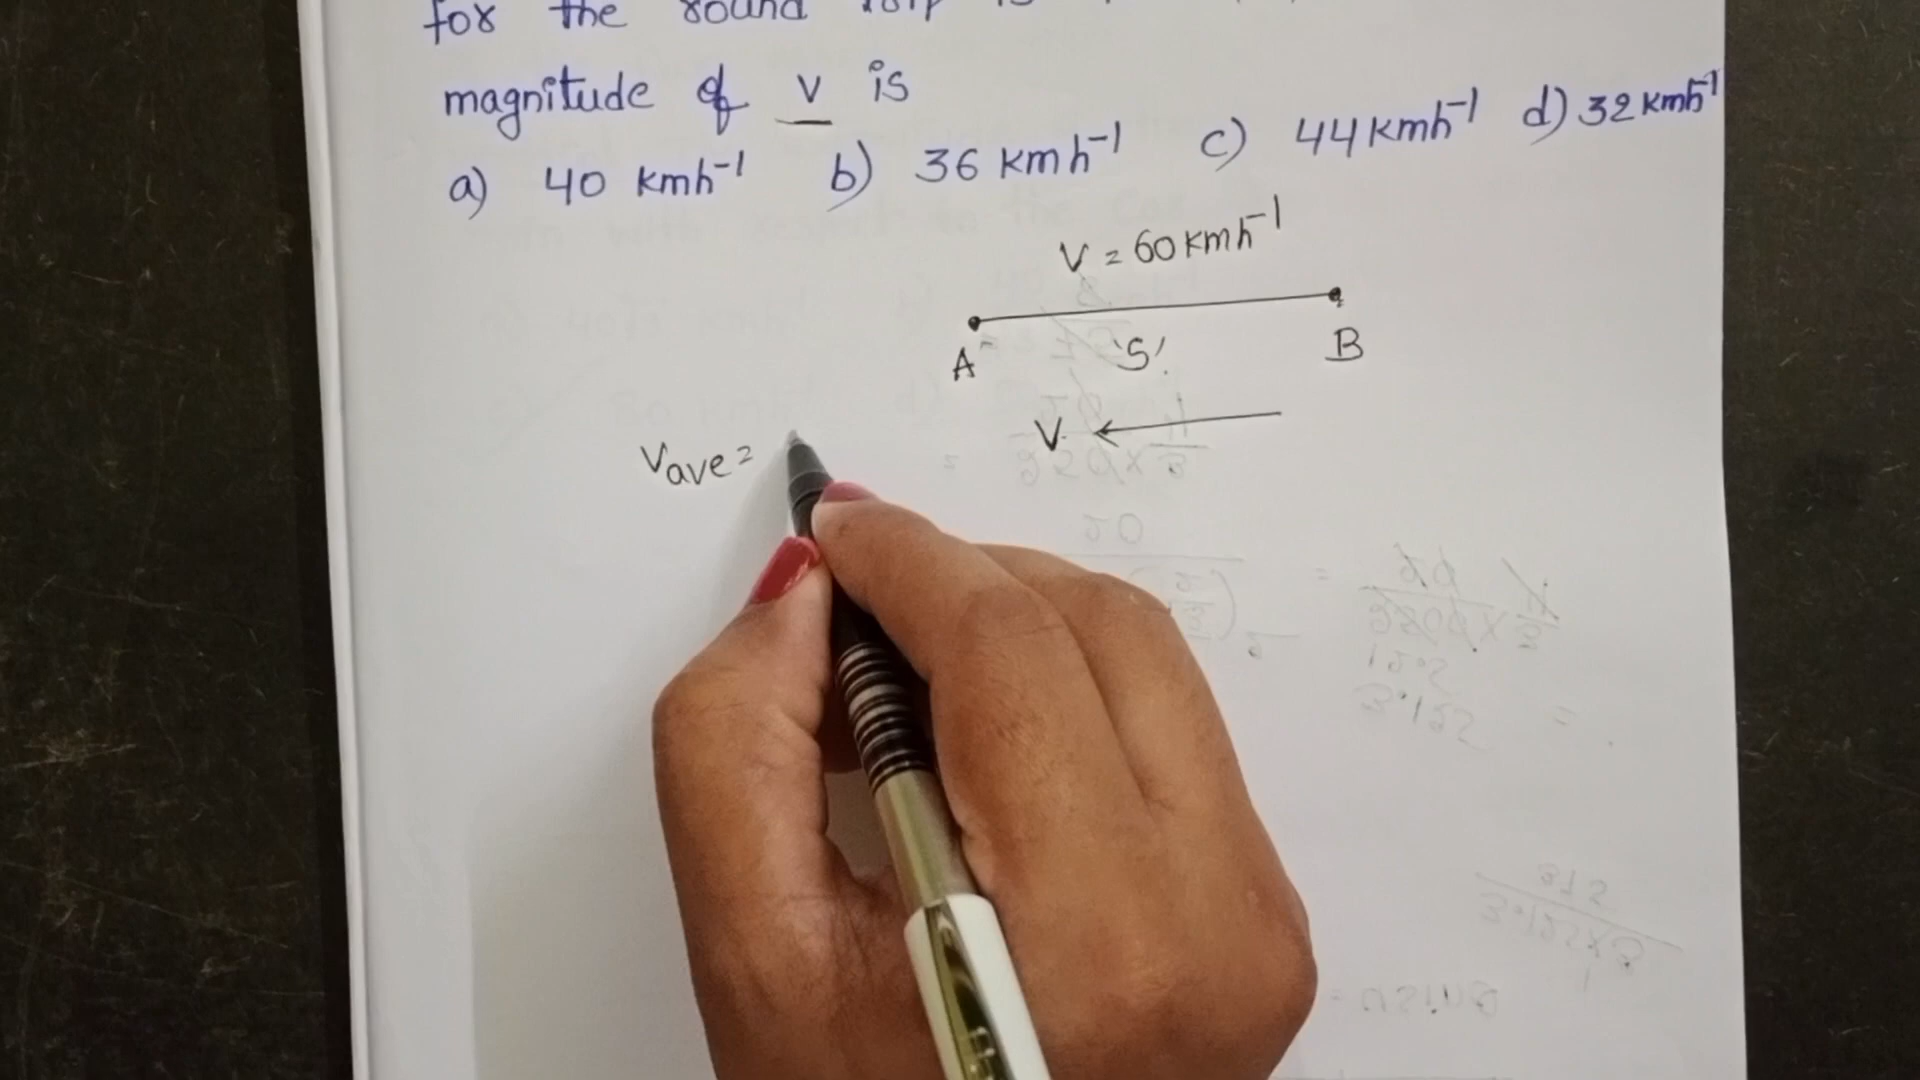 for the round
magnitude of v is
a) 40 kmh⁻¹ b) 36 kmh⁻¹ c) 44 kmh⁻¹ d) 32 kmh⁻¹
V = 60 kmh⁻¹
A 'S' B
V
Vave =